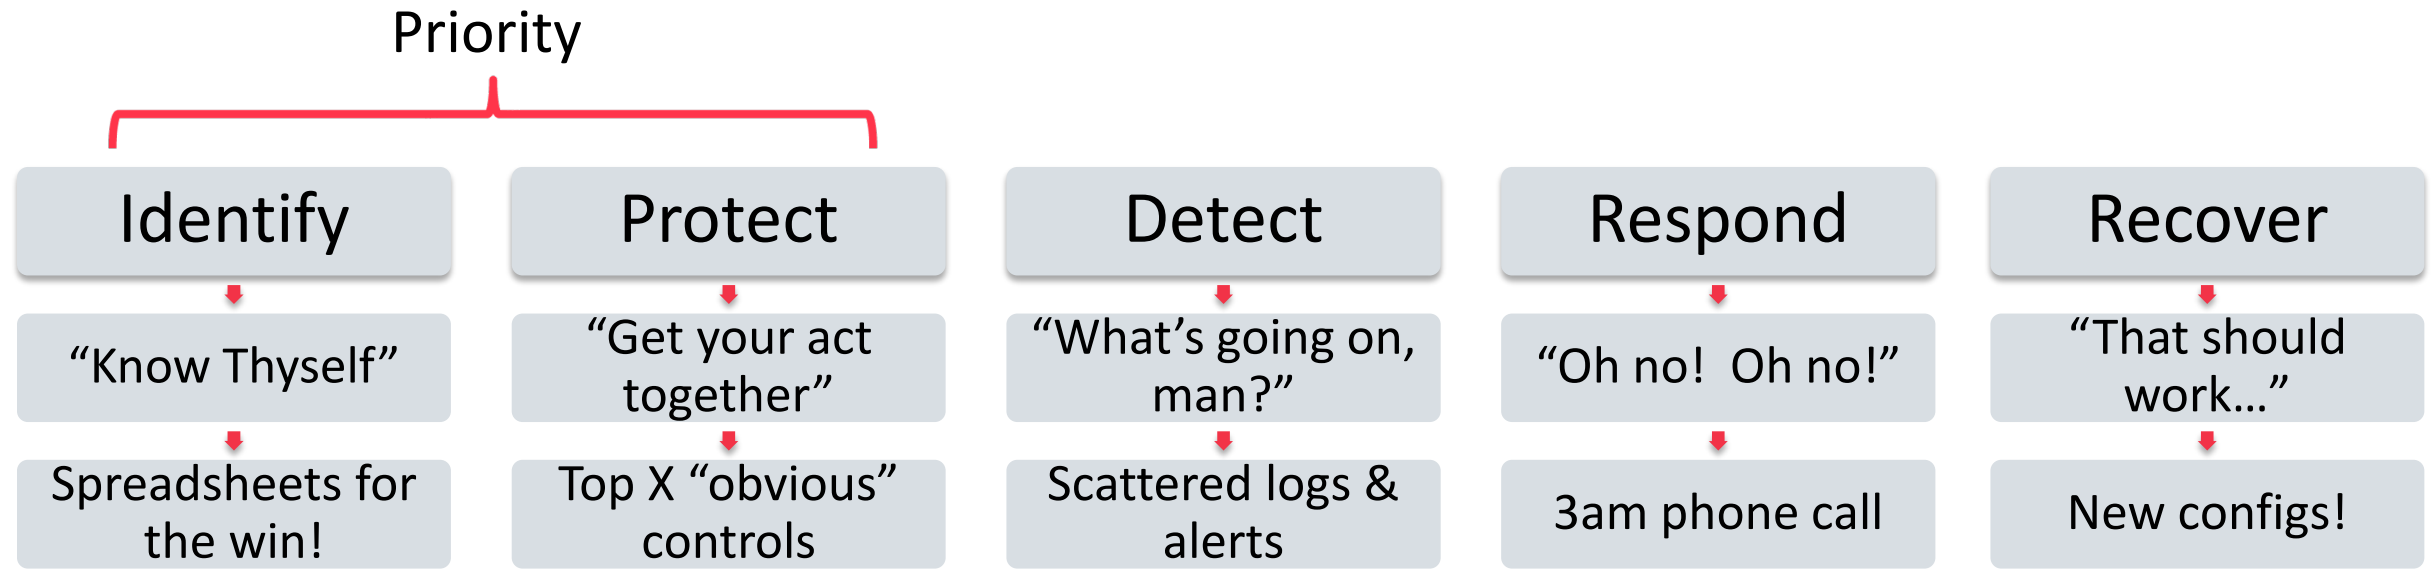 Priority
Identify
Protect
Detect
Respond
Recover
“Know Thyself”
“Get your act
together”
“What’s going on,
man?”
“Oh no!  Oh no!”
“That should
work...”
Spreadsheets for
the win!
Top X “obvious”
controls
Scattered logs &
alerts
3am phone call
New configs!